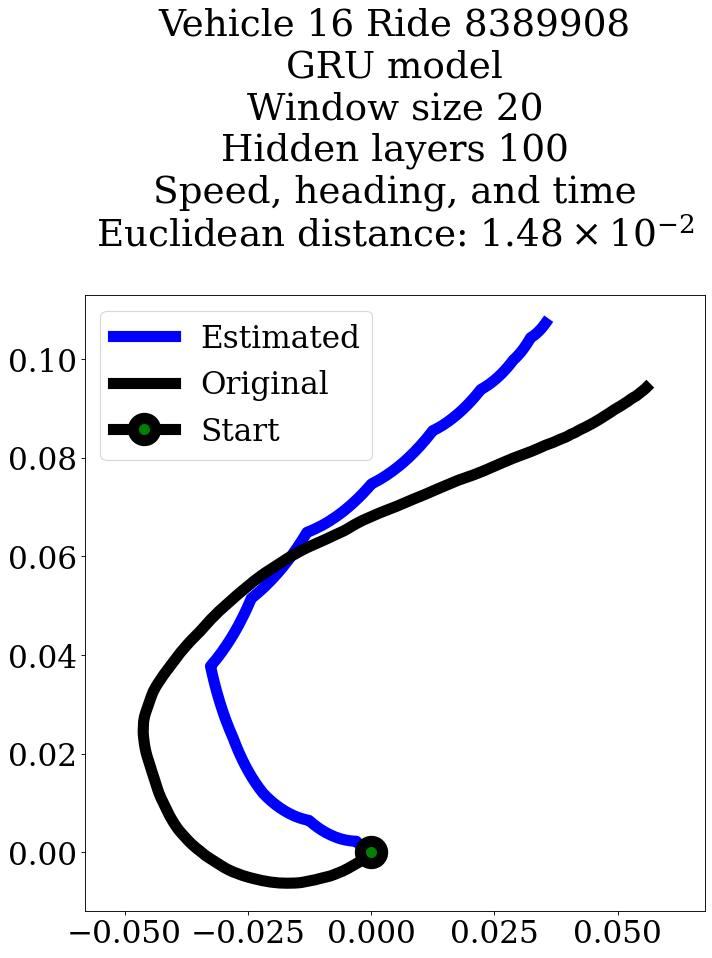 Vehicle 16 Ride 8389908
GRU model
Window size 20
Hidden layers 100
Speed, heading, and time
Euclidean distance: 1.48 × 10⁻²
Estimated
Original
Start
0.10
0.08
0.06
0.04
0.02
0.00
−0.050 −0.025 0.000 0.025 0.050